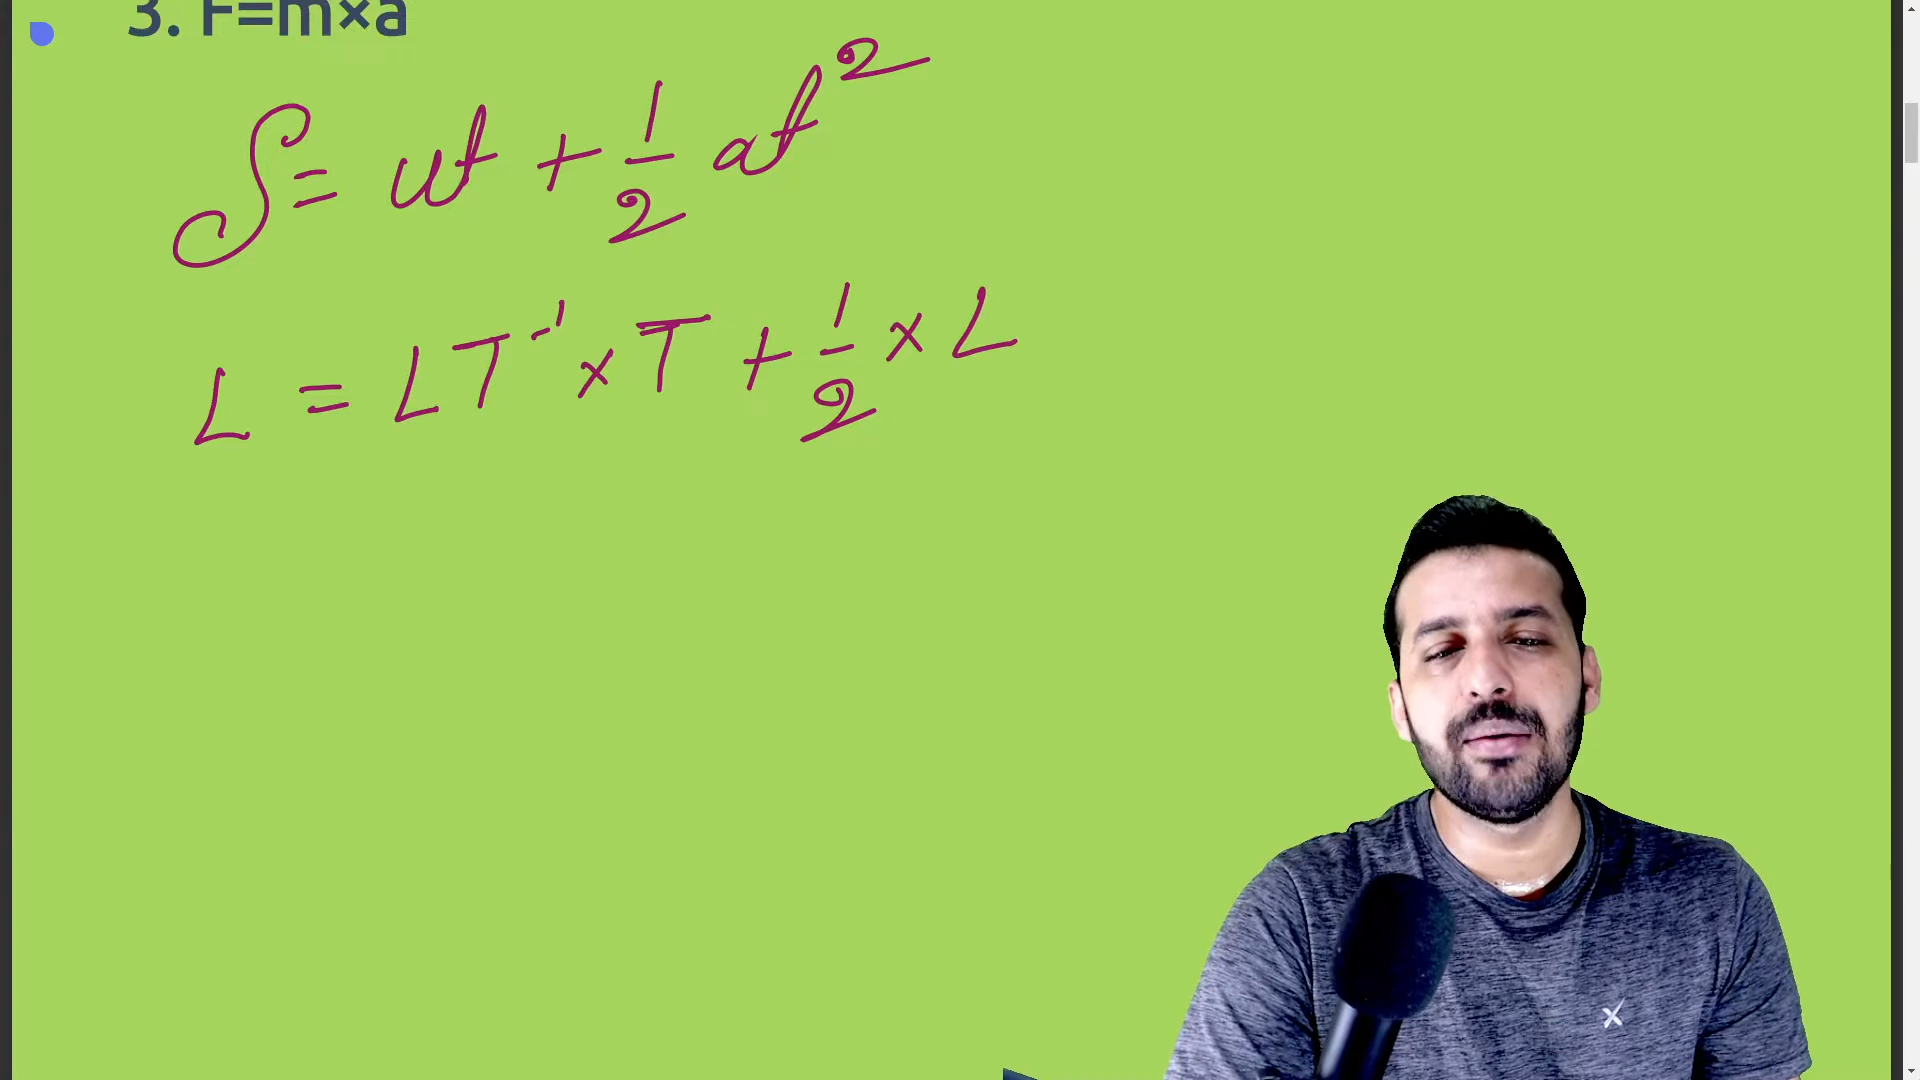 3. F=m×a
S = ut + 1/2 at²
L = LT⁻¹ × T + 1/2 × L